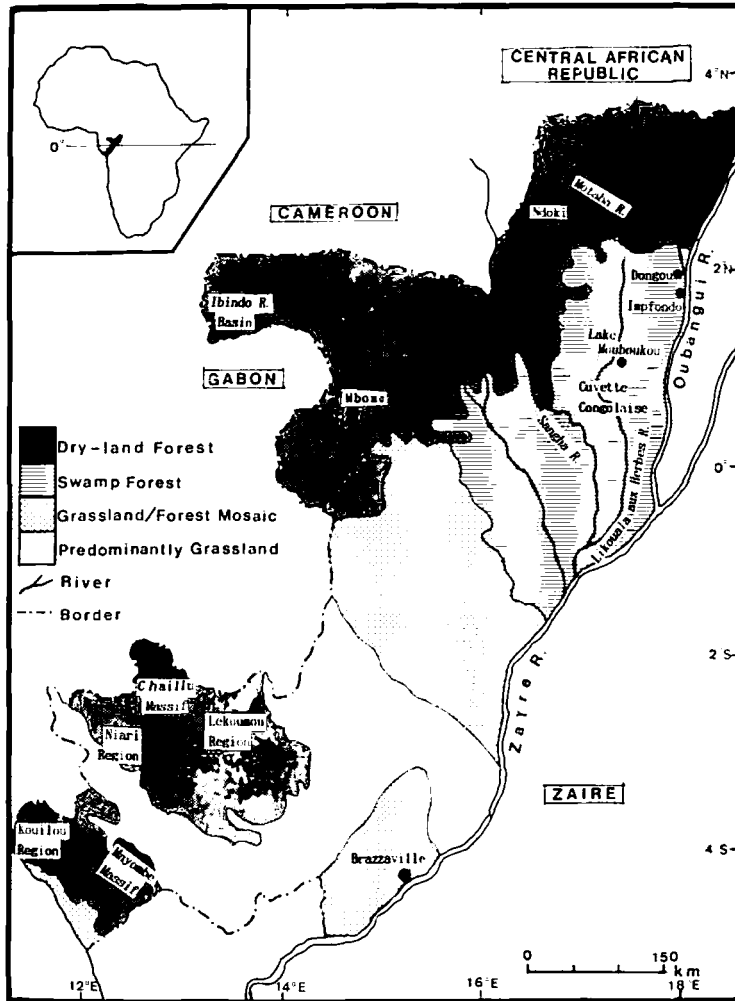 CENTRAL AFRICAN
REPUBLIC
4°N
0°
Motaba R.
Ndoki
CAMEROON
2°N
Dongou
Impfondo
Ibindo R.
Basin
Oubangui R.
Lake
Mouboukou
GABON
Mbomo
Cuvette
Congolaise
Sangha R.
Likouala aux Herbes R.
0°
Dry-land Forest
Swamp Forest
Grassland/Forest Mosaic
Predominantly Grassland
River
Border
2 S
Chaillu
Massif
Niari
Region
Lekoumou
Region
Zaire R.
ZAIRE
Kouilou
Region
Mayombe
Massif
Brazzaville
4 S
0 150
km
12°E 14°E 16°E 18°E